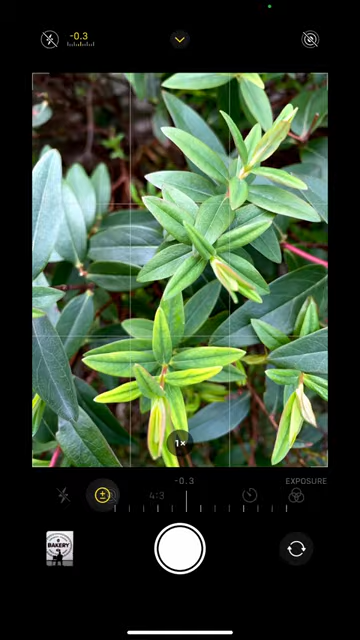 -0.3
1×
-0.3
EXPOSURE
4:3
BAKERY